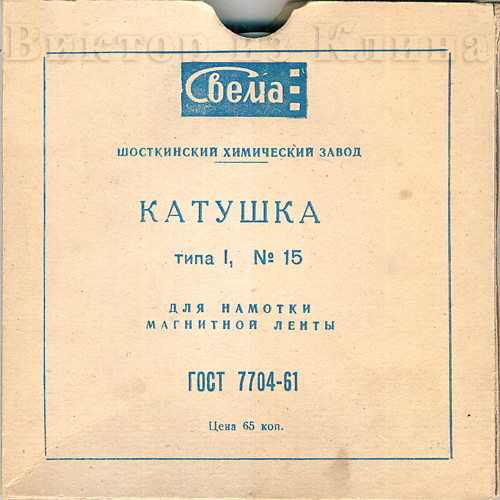 Виктор из Клина
Свема
ШОСТКИНСКИЙ ХИМИЧЕСКИЙ ЗАВОД
КАТУШКА
типа I, № 15
ДЛЯ НАМОТКИ
МАГНИТНОЙ ЛЕНТЫ
ГОСТ 7704-61
Цена 65 коп.